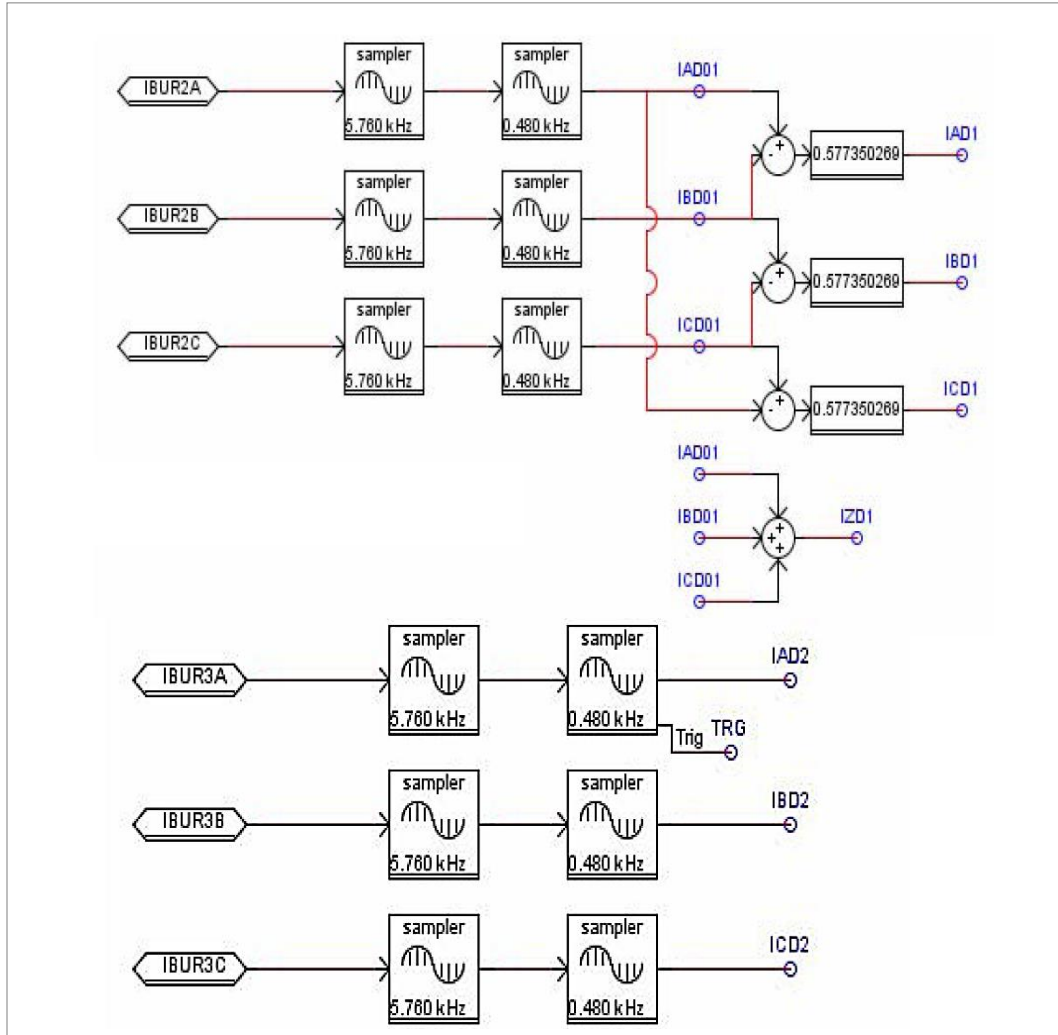 sampler sampler
IBUR2A IAD01
5.760 kHz 0.480 kHz
+ - 0.577350269 IAD1
sampler sampler
IBUR2B IBD01
5.760 kHz 0.480 kHz
+ - 0.577350269 IBD1
sampler sampler
IBUR2C ICD01
5.760 kHz 0.480 kHz
+ - 0.577350269 ICD1
IAD01
IBD01 + + + IZD1
ICD01
sampler sampler
IBUR3A IAD2
5.760 kHz 0.480 kHz
Trig TRG
sampler sampler
IBUR3B IBD2
5.760 kHz 0.480 kHz
sampler sampler
IBUR3C ICD2
5.760 kHz 0.480 kHz